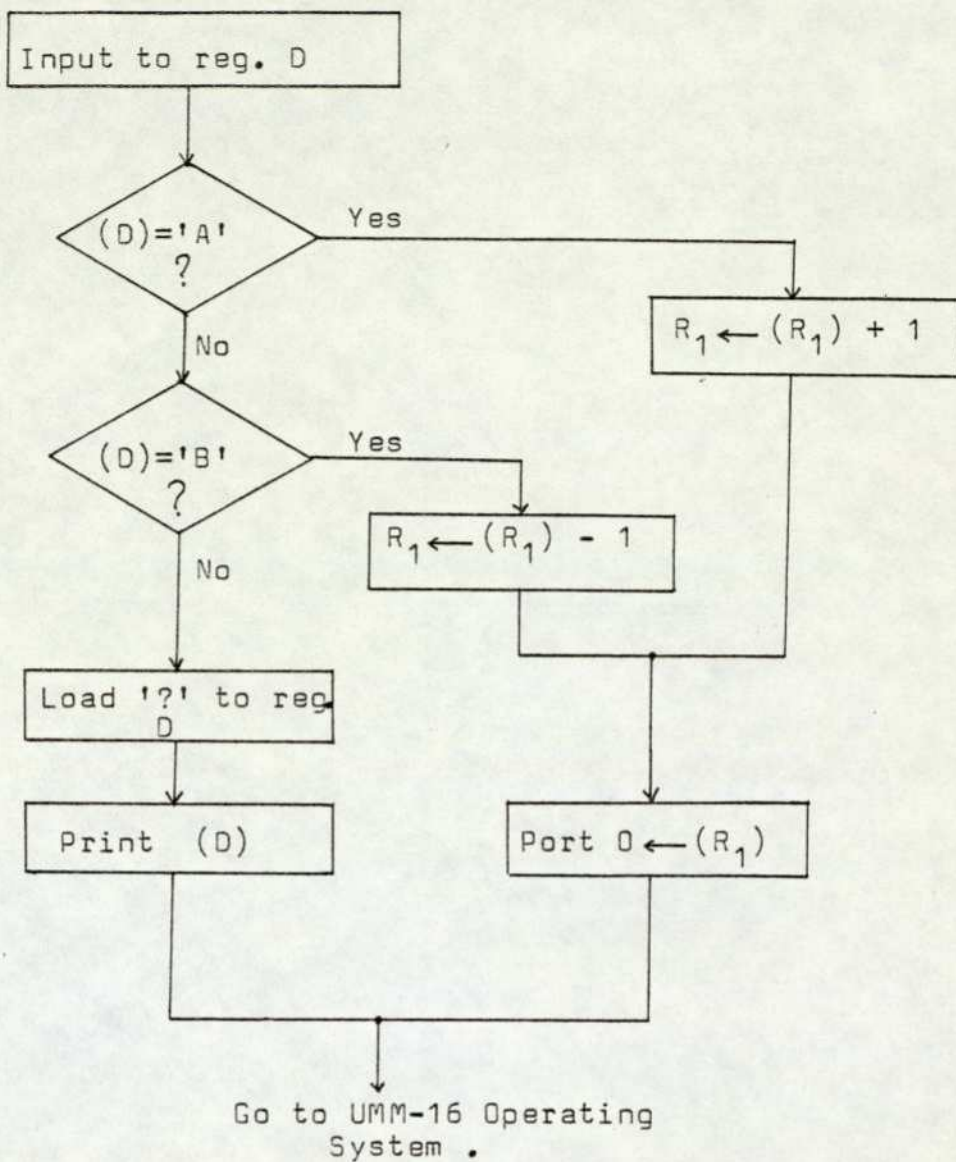 Input to reg. D
(D)='A'
?
Yes
No
R₁ ← (R₁) + 1
(D)='B'
?
Yes
No
R₁ ← (R₁) - 1
Load '?' to reg.
D
Print (D)
Port 0 ← (R₁)
Go to UMM-16 Operating
System .